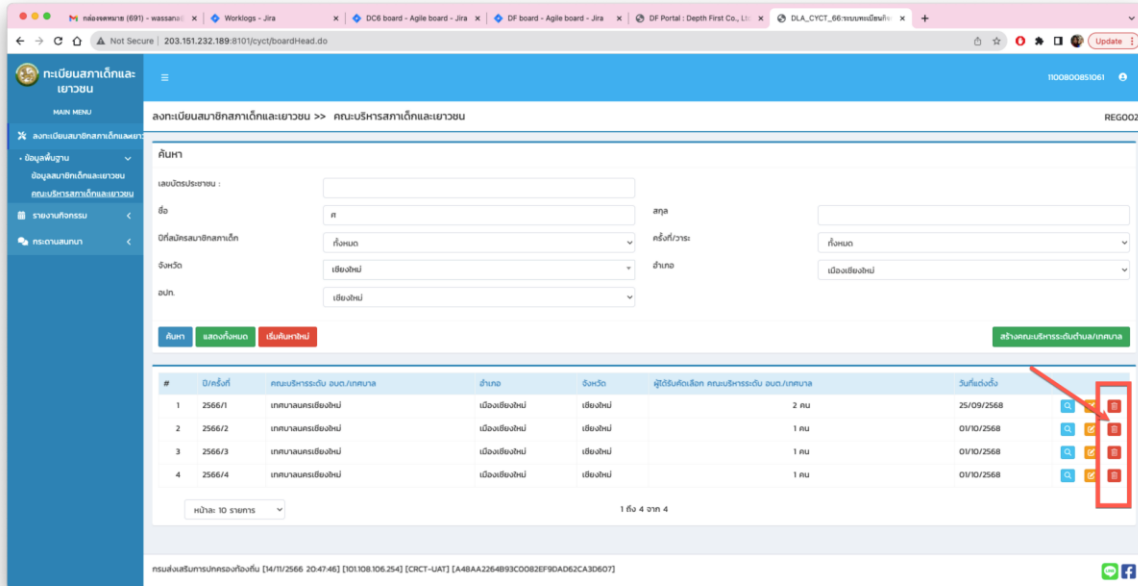 กล่องจดหมาย (691) - wassana
Worklogs - Jira
DC6 board - Agile board - Jira
DF board - Agile board - Jira
DF Portal : Depth First Co., Lt
DLA_CYCT_66:ระบบทะเบียน
Not Secure | 203.151.232.189:8101/cyct/boardHead.do
Update
ทะเบียนสภาเด็กและ
เยาวชน
1100800851061
MAIN MENU
ลงทะเบียนสมาชิกสภาเด็กและเยาวชน >> คณะบริหารสภาเด็กและเยาวชน
REG002
ลงทะเบียนสมาชิกสภาเด็กและเยาว
ข้อมูลพื้นฐาน
ข้อมูลสมาชิกเด็กและเยาวชน
คณะบริหารสภาเด็กและเยาวชน
รายงานกิจกรรม
กระดานสนทนา
ค้นหา
เลขบัตรประชาชน :
ชื่อ ศ สกุล
ปีที่สมัครสมาชิกสภาเด็ก ทั้งหมด ครั้งที่/วาระ ทั้งหมด
จังหวัด เชียงใหม่ อำเภอ เมืองเชียงใหม่
อปท. เชียงใหม่
ค้นหา แสดงทั้งหมด เริ่มค้นหาใหม่ สร้างคณะบริหารระดับตำบล/เทศบาล
# ปี/ครั้งที่ คณะบริหารระดับ อบต./เทศบาล อำเภอ จังหวัด ผู้ได้รับคัดเลือก คณะบริหารระดับ อบต./เทศบาล วันที่แต่งตั้ง
1 2566/1 เทศบาลนครเชียงใหม่ เมืองเชียงใหม่ เชียงใหม่ 2 คน 25/09/2568
2 2566/2 เทศบาลนครเชียงใหม่ เมืองเชียงใหม่ เชียงใหม่ 1 คน 01/10/2568
3 2566/3 เทศบาลนครเชียงใหม่ เมืองเชียงใหม่ เชียงใหม่ 1 คน 01/10/2568
4 2566/4 เทศบาลนครเชียงใหม่ เมืองเชียงใหม่ เชียงใหม่ 1 คน 01/10/2568
หน้าละ 10 รายการ 1 ถึง 4 จาก 4
กรมส่งเสริมการปกครองท้องถิ่น [14/11/2566 20:47:46] [101.108.106.254] [CRCT-UAT] [A4BAA2264B93C0082EF9DAD62CA3D607]